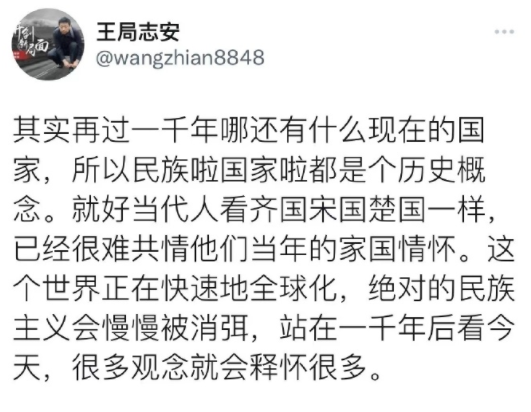 王局志安
@wangzhian8848
其实再过一千年哪还有什么现在的国
家，所以民族啦国家啦都是个历史概
念。就好当代人看齐国宋国楚国一样，
已经很难共情他们当年的家国情怀。这
个世界正在快速地全球化，绝对的民族
主义会慢慢被消弭，站在一千年后看今
天，很多观念就会释怀很多。